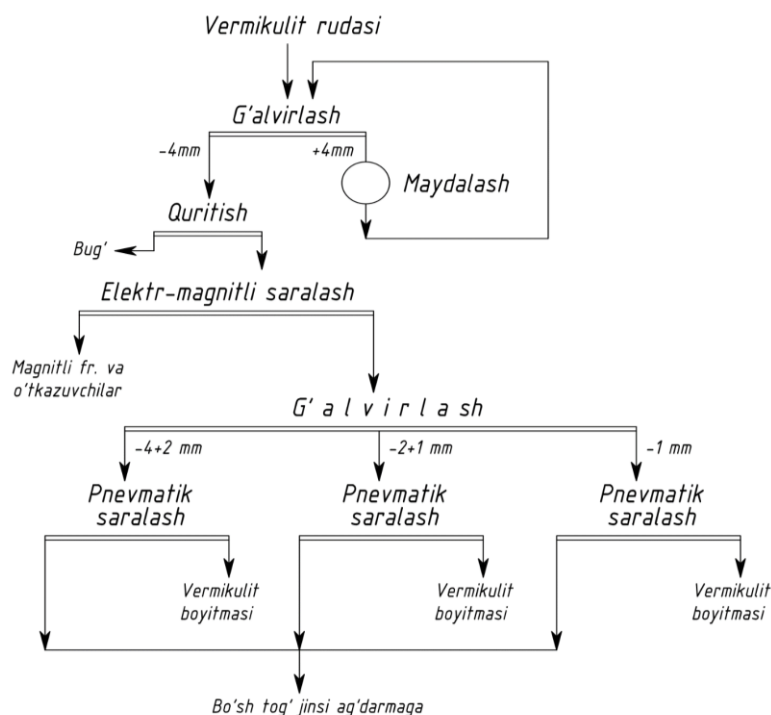 Vermikulit rudasi
G'alvirlash
-4mm
+4mm
Maydalash
Quritish
Bug'
Elektr-magnitli saralash
Magnitli fr. va
o'tkazuvchilar
G' a l v i r l a sh
-4+2 mm
-2+1 mm
-1 mm
Pnevmatik
saralash
Pnevmatik
saralash
Pnevmatik
saralash
Vermikulit
boyitmasi
Vermikulit
boyitmasi
Vermikulit
boyitmasi
Bo'sh tog' jinsi ag'darmaga